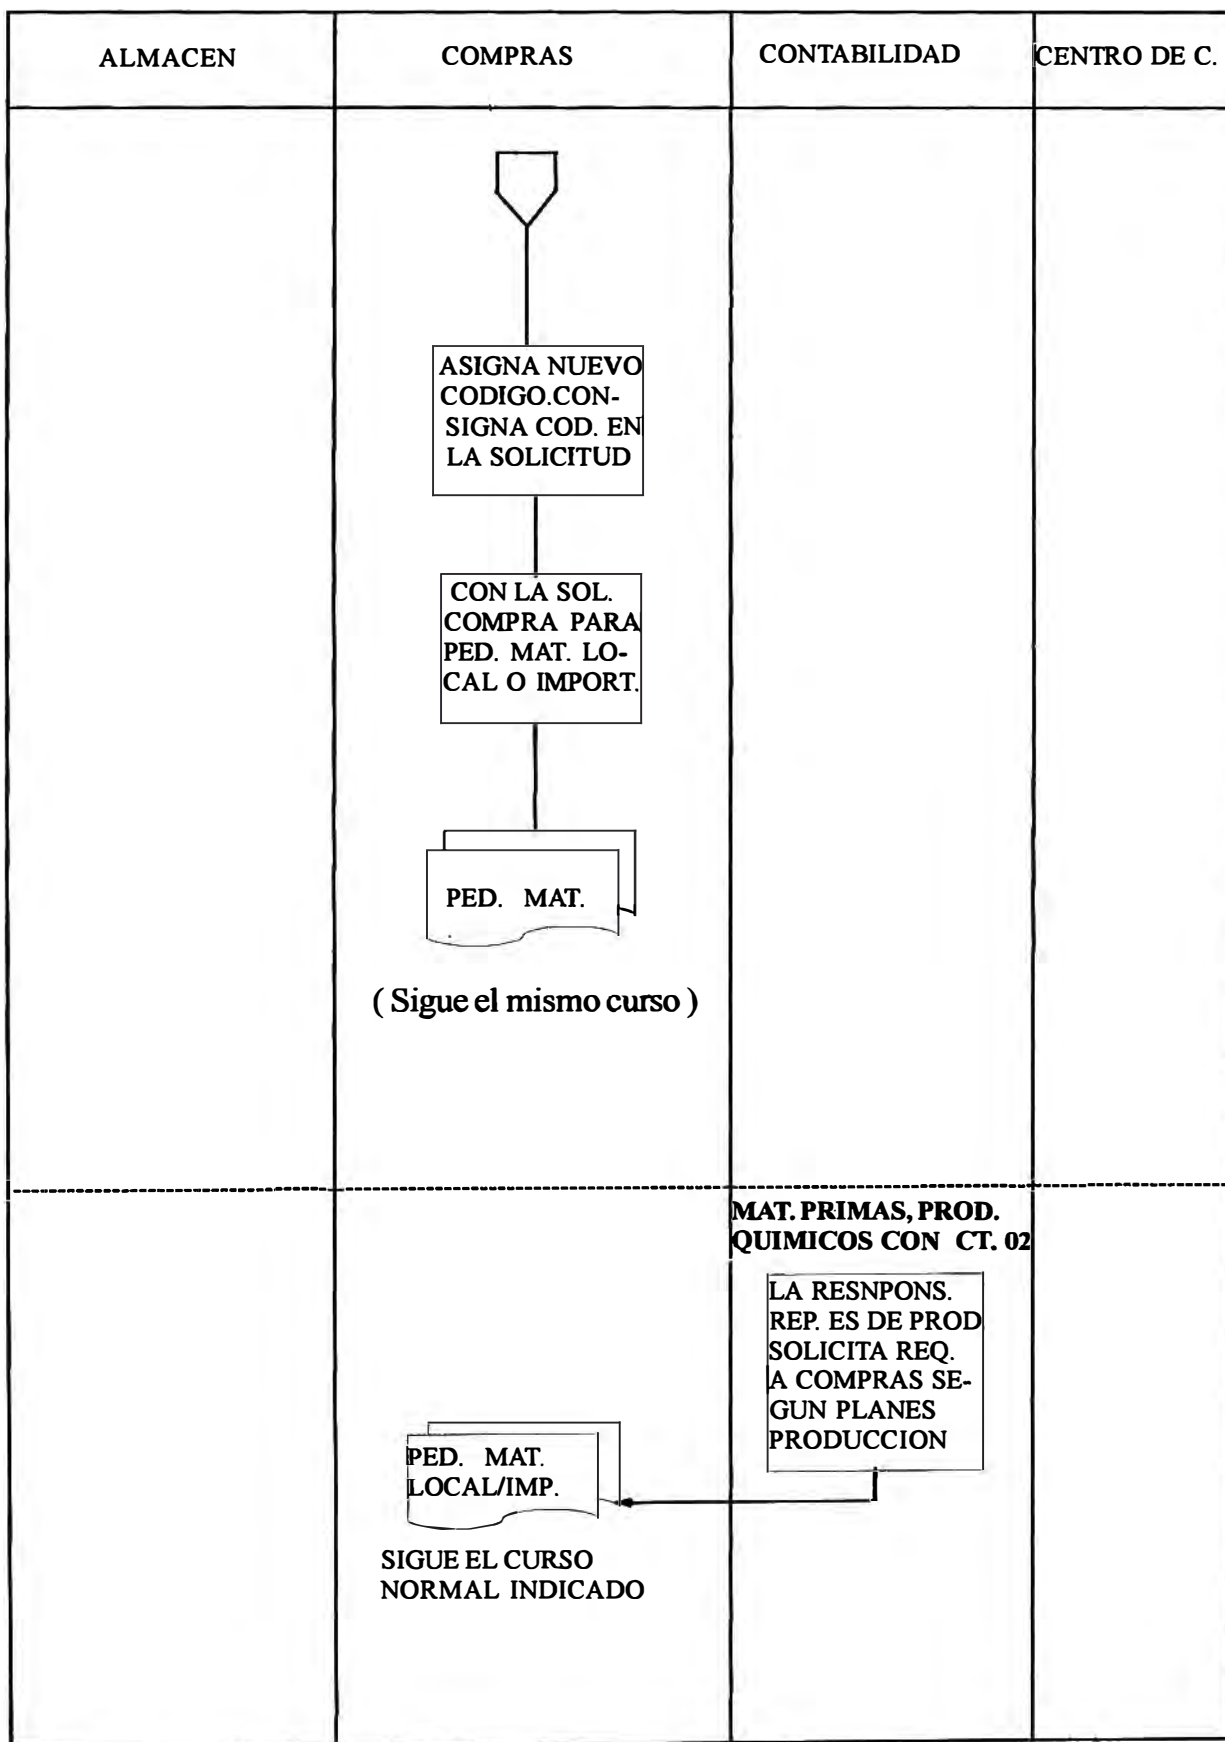 ALMACEN
COMPRAS
CONTABILIDAD
CENTRO DE C.
ASIGNA NUEVO
CODIGO.CON-
SIGNA COD. EN
LA SOLICITUD
CON LA SOL.
COMPRA PARA
PED. MAT. LO-
CAL O IMPORT.
PED. MAT.
( Sigue el mismo curso )
MAT. PRIMAS, PROD.
QUIMICOS CON CT. 02
LA RESNPONS.
REP. ES DE PROD
SOLICITA REQ.
A COMPRAS SE-
GUN PLANES
PRODUCCION
PED. MAT.
LOCAL/IMP.
SIGUE EL CURSO
NORMAL INDICADO